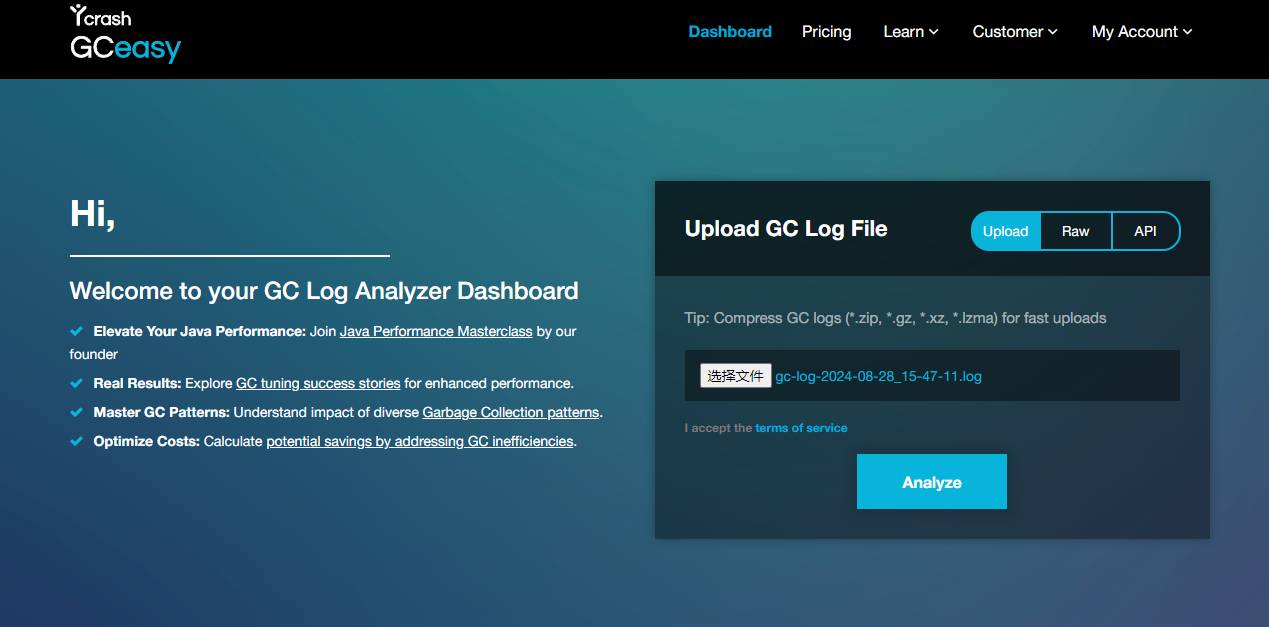 Ycrash
GCeasy
Dashboard Pricing Learn Customer My Account
Hi,
Welcome to your GC Log Analyzer Dashboard
Elevate Your Java Performance: Join Java Performance Masterclass by our
founder
Real Results: Explore GC tuning success stories for enhanced performance.
Master GC Patterns: Understand impact of diverse Garbage Collection patterns.
Optimize Costs: Calculate potential savings by addressing GC inefficiencies.
Upload GC Log File
Upload Raw API
Tip: Compress GC logs (*.zip, *.gz, *.xz, *.lzma) for fast uploads
选择文件 gc-log-2024-08-28_15-47-11.log
I accept the terms of service
Analyze